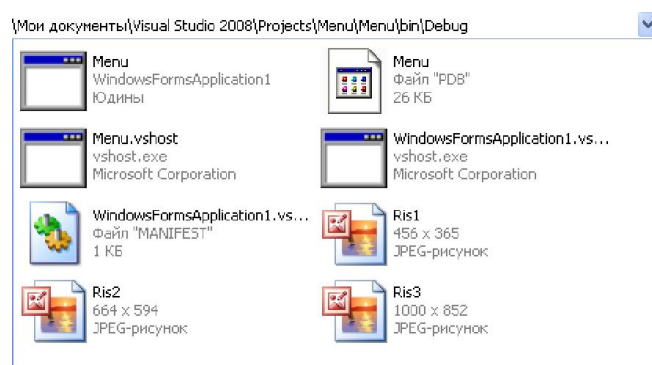 \Мои документы\Visual Studio 2008\Projects\Menu\Menu\bin\Debug
Menu
WindowsFormsApplication1
Юдины
Menu
Файл "PDB"
26 КБ
Menu.vshost
vshost.exe
Microsoft Corporation
WindowsFormsApplication1.vs...
vshost.exe
Microsoft Corporation
WindowsFormsApplication1.vs...
Файл "MANIFEST"
1 КБ
Ris1
456 x 365
JPEG-рисунок
Ris2
664 x 594
JPEG-рисунок
Ris3
1000 x 852
JPEG-рисунок